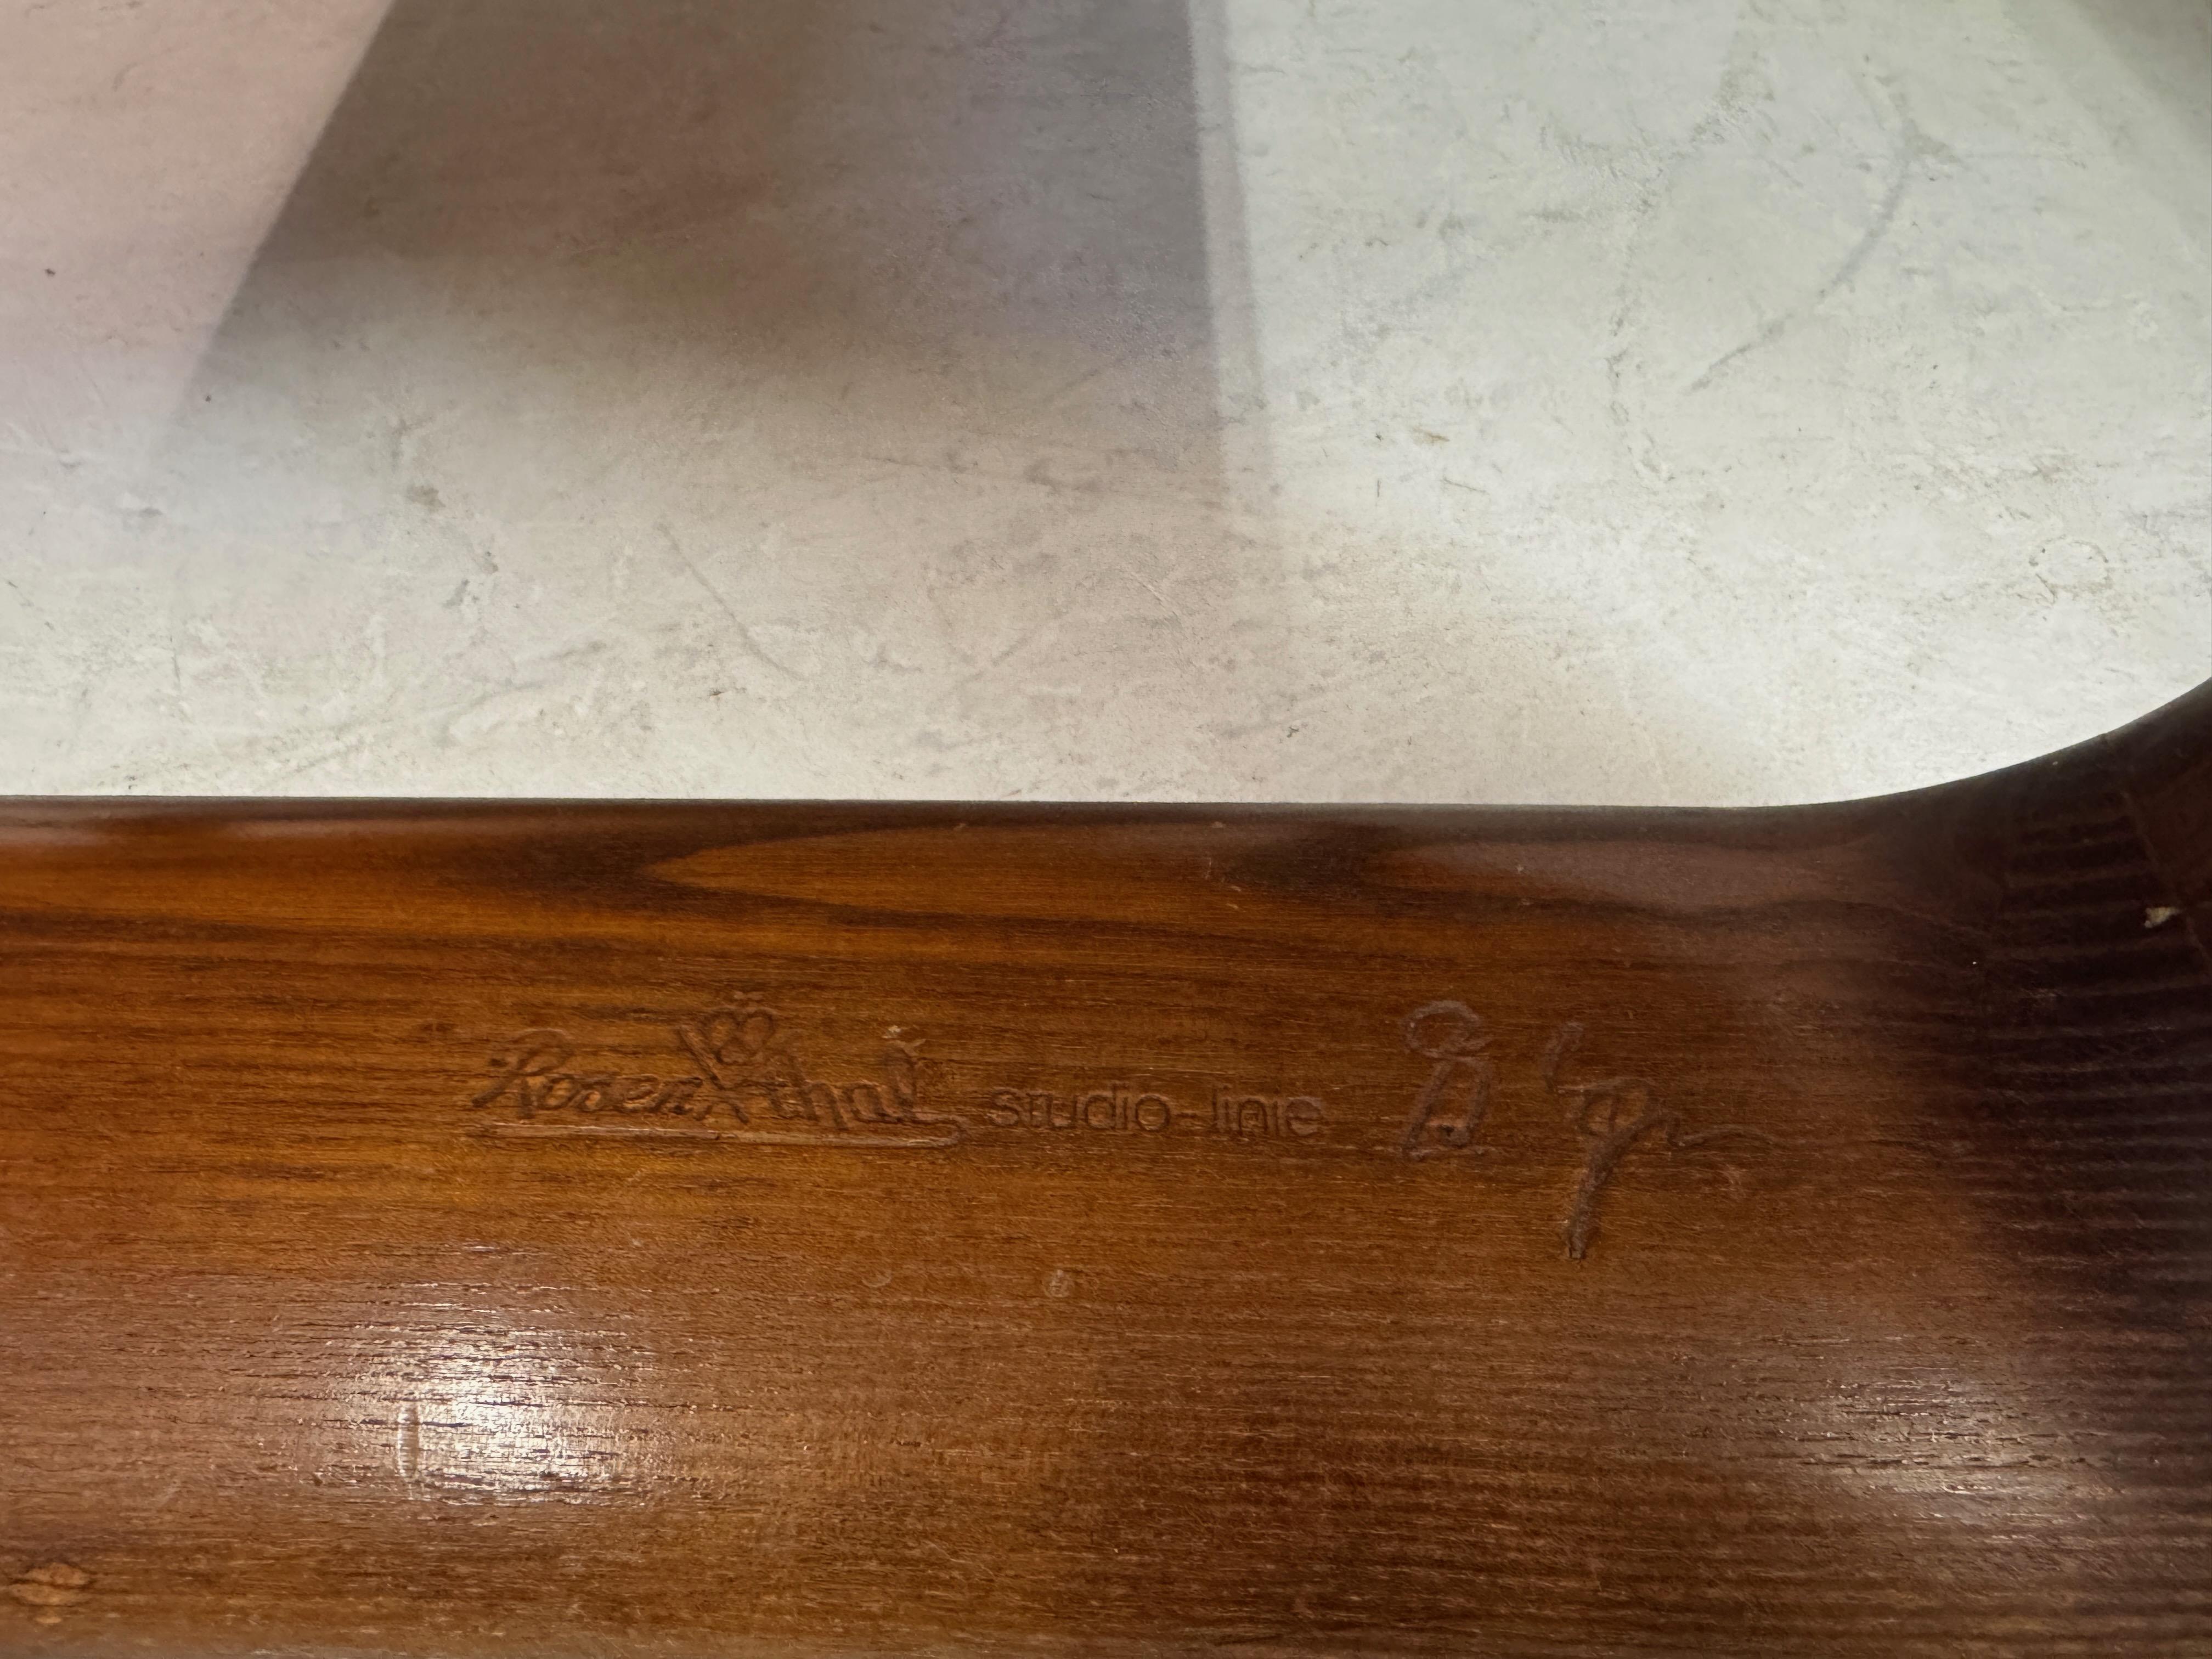 Rosenthal studio-linie